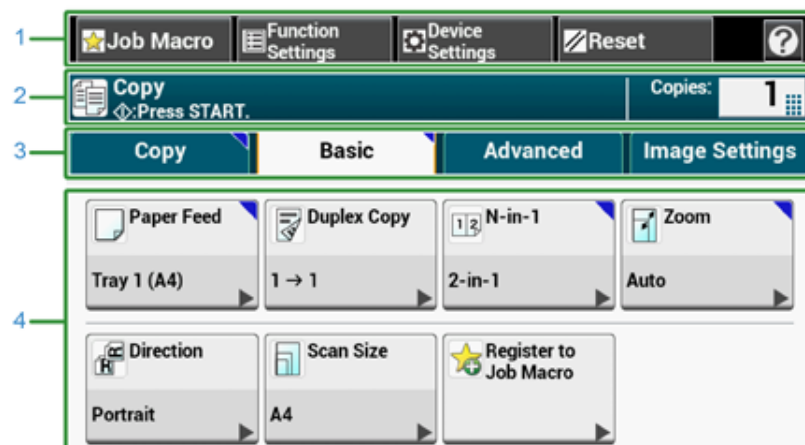 1
Job Macro
Function
Settings
Device
Settings
Reset
?
2
Copy
:Press START.
Copies:
1
3
Copy
Basic
Advanced
Image Settings
4
Paper Feed
Tray 1 (A4)
Duplex Copy
1 → 1
1 2
N-in-1
2-in-1
Zoom
Auto
Direction
Portrait
Scan Size
A4
Register to
Job Macro